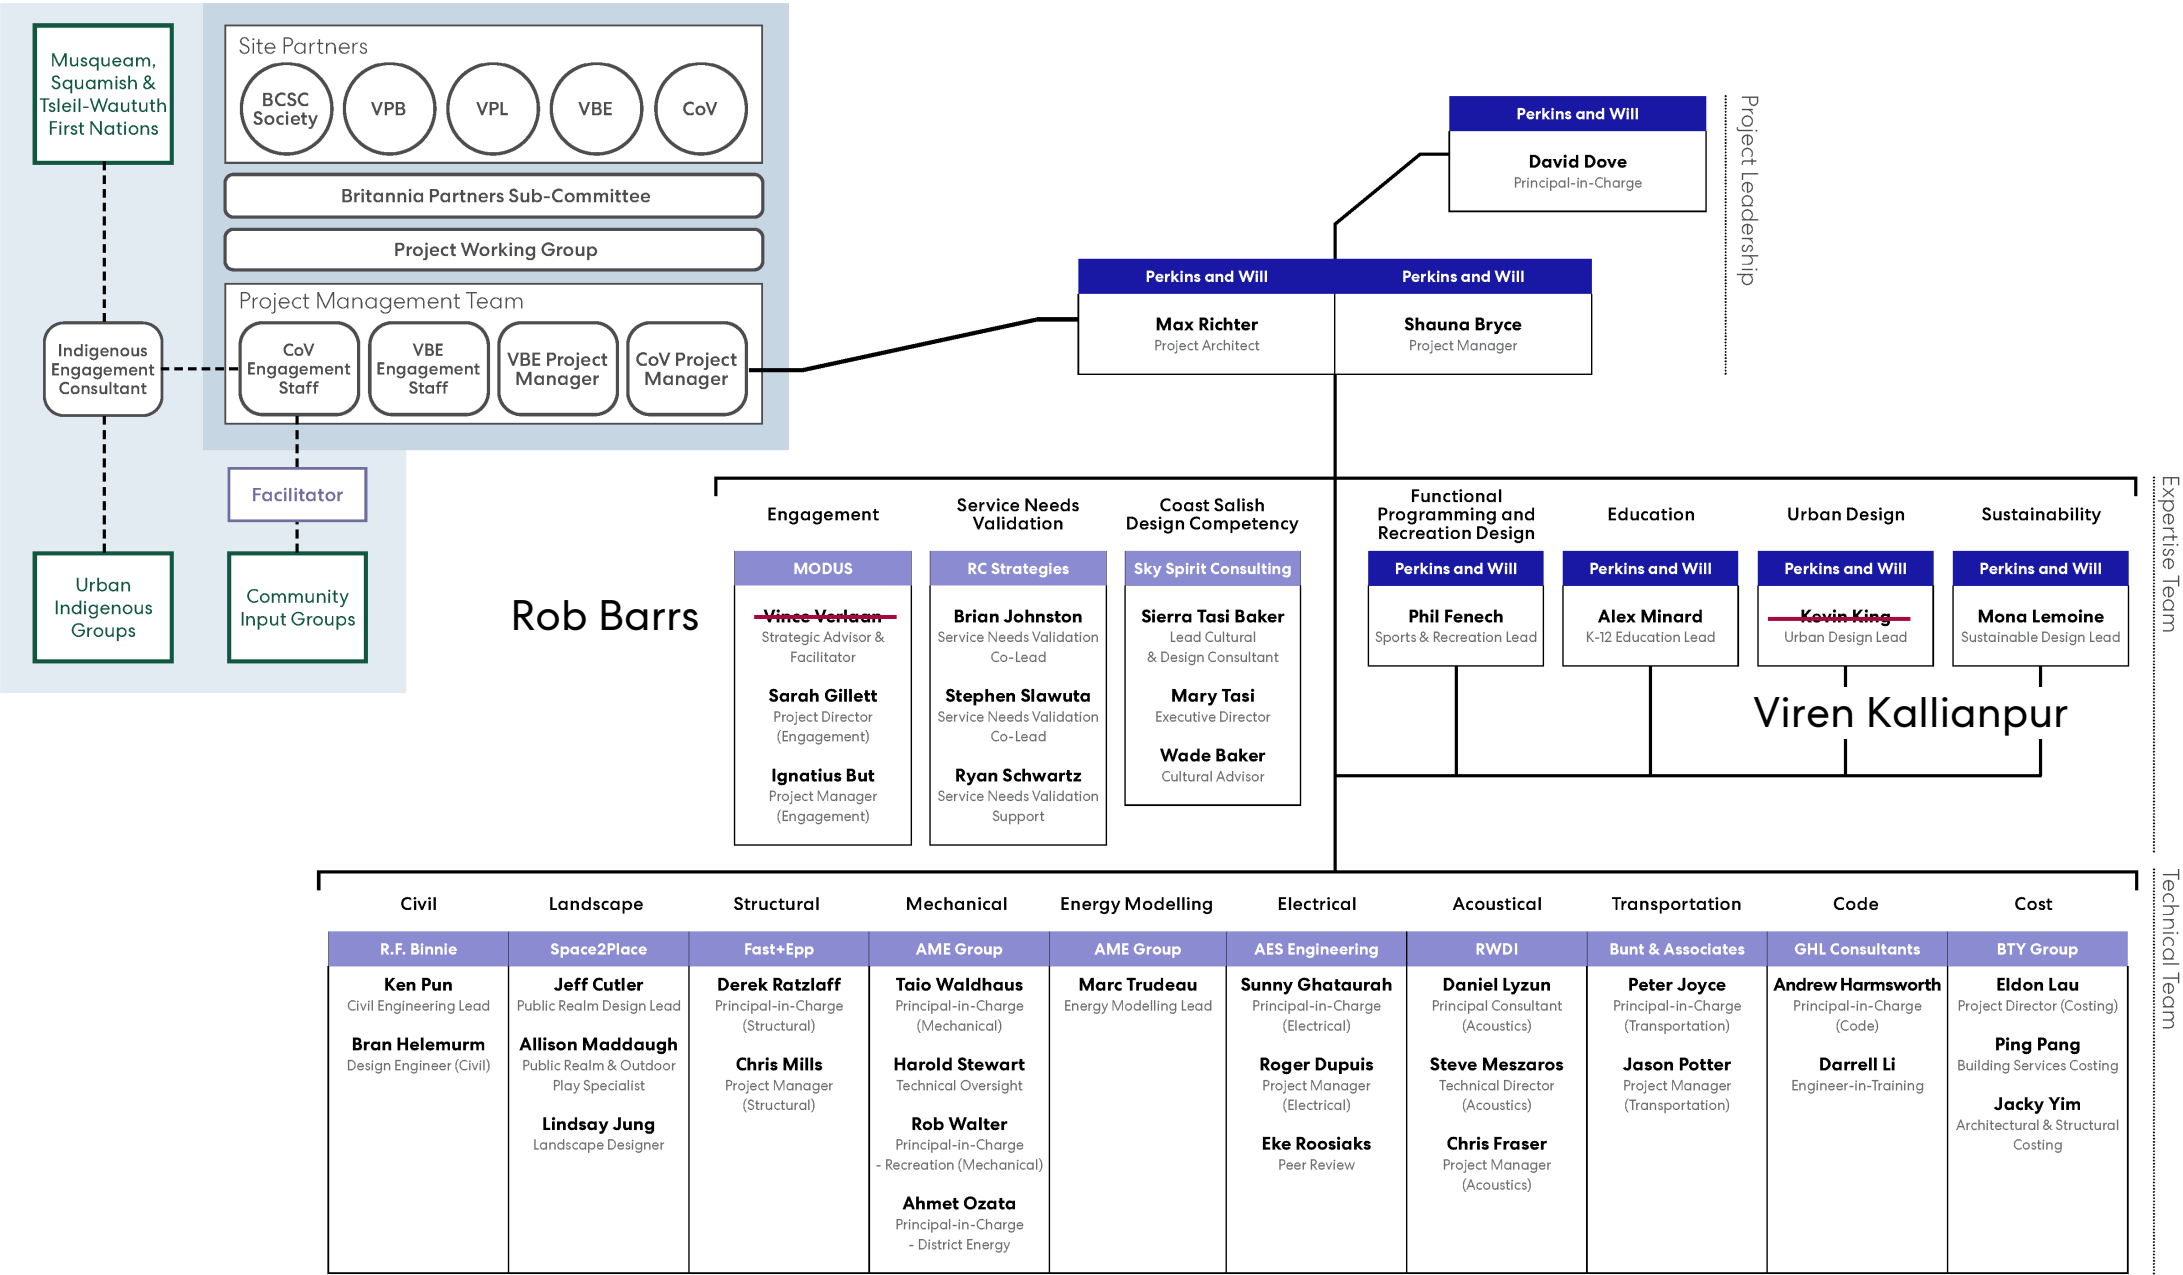 Musqueam,
Squamish &
Tsleil-Waututh
First Nations
Site Partners
BCSC
Society
VPB
VPL
VBE
CoV
Britannia Partners Sub-Committee
Project Working Group
Project Management Team
Indigenous
Engagement
Consultant
CoV
Engagement
Staff
VBE
Engagement
Staff
VBE Project
Manager
CoV Project
Manager
Facilitator
Urban
Indigenous
Groups
Community
Input Groups
Perkins and Will
David Dove
Principal-in-Charge
Project Leadership
Perkins and Will
Max Richter
Project Architect
Perkins and Will
Shauna Bryce
Project Manager
Expertise Team
Engagement
MODUS
Vince Verlaan
Rob Barrs
Strategic Advisor &
Facilitator
Sarah Gillett
Project Director
(Engagement)
Ignatius But
Project Manager
(Engagement)
Service Needs
Validation
RC Strategies
Brian Johnston
Service Needs Validation
Co-Lead
Stephen Slawuta
Service Needs Validation
Co-Lead
Ryan Schwartz
Service Needs Validation
Support
Coast Salish
Design Competency
Sky Spirit Consulting
Sierra Tasi Baker
Lead Cultural
& Design Consultant
Mary Tasi
Executive Director
Wade Baker
Cultural Advisor
Functional
Programming and
Recreation Design
Perkins and Will
Phil Fenech
Sports & Recreation Lead
Education
Perkins and Will
Alex Minard
K-12 Education Lead
Urban Design
Perkins and Will
Kevin King
Urban Design Lead
Viren Kallianpur
Sustainability
Perkins and Will
Mona Lemoine
Sustainable Design Lead
Technical Team
Civil
R.F. Binnie
Ken Pun
Civil Engineering Lead
Bran Helemurm
Design Engineer (Civil)
Landscape
Space2Place
Jeff Cutler
Public Realm Design Lead
Allison Maddaugh
Public Realm & Outdoor
Play Specialist
Lindsay Jung
Landscape Designer
Structural
Fast+Epp
Derek Ratzlaff
Principal-in-Charge
(Structural)
Chris Mills
Project Manager
(Structural)
Mechanical
AME Group
Taio Waldhaus
Principal-in-Charge
(Mechanical)
Harold Stewart
Technical Oversight
Rob Walter
Principal-in-Charge
- Recreation (Mechanical)
Ahmet Ozata
Principal-in-Charge
- District Energy
Energy Modelling
AME Group
Marc Trudeau
Energy Modelling Lead
Electrical
AES Engineering
Sunny Ghataurah
Principal-in-Charge
(Electrical)
Roger Dupuis
Project Manager
(Electrical)
Eke Roosiaks
Peer Review
Acoustical
RWDI
Daniel Lyzun
Principal Consultant
(Acoustics)
Steve Meszaros
Technical Director
(Acoustics)
Chris Fraser
Project Manager
(Acoustics)
Transportation
Bunt & Associates
Peter Joyce
Principal-in-Charge
(Transportation)
Jason Potter
Project Manager
(Transportation)
Code
GHL Consultants
Andrew Harmsworth
Principal-in-Charge
(Code)
Darrell Li
Engineer-in-Training
Cost
BTY Group
Eldon Lau
Project Director (Costing)
Ping Pang
Building Services Costing
Jacky Yim
Architectural & Structural
Costing